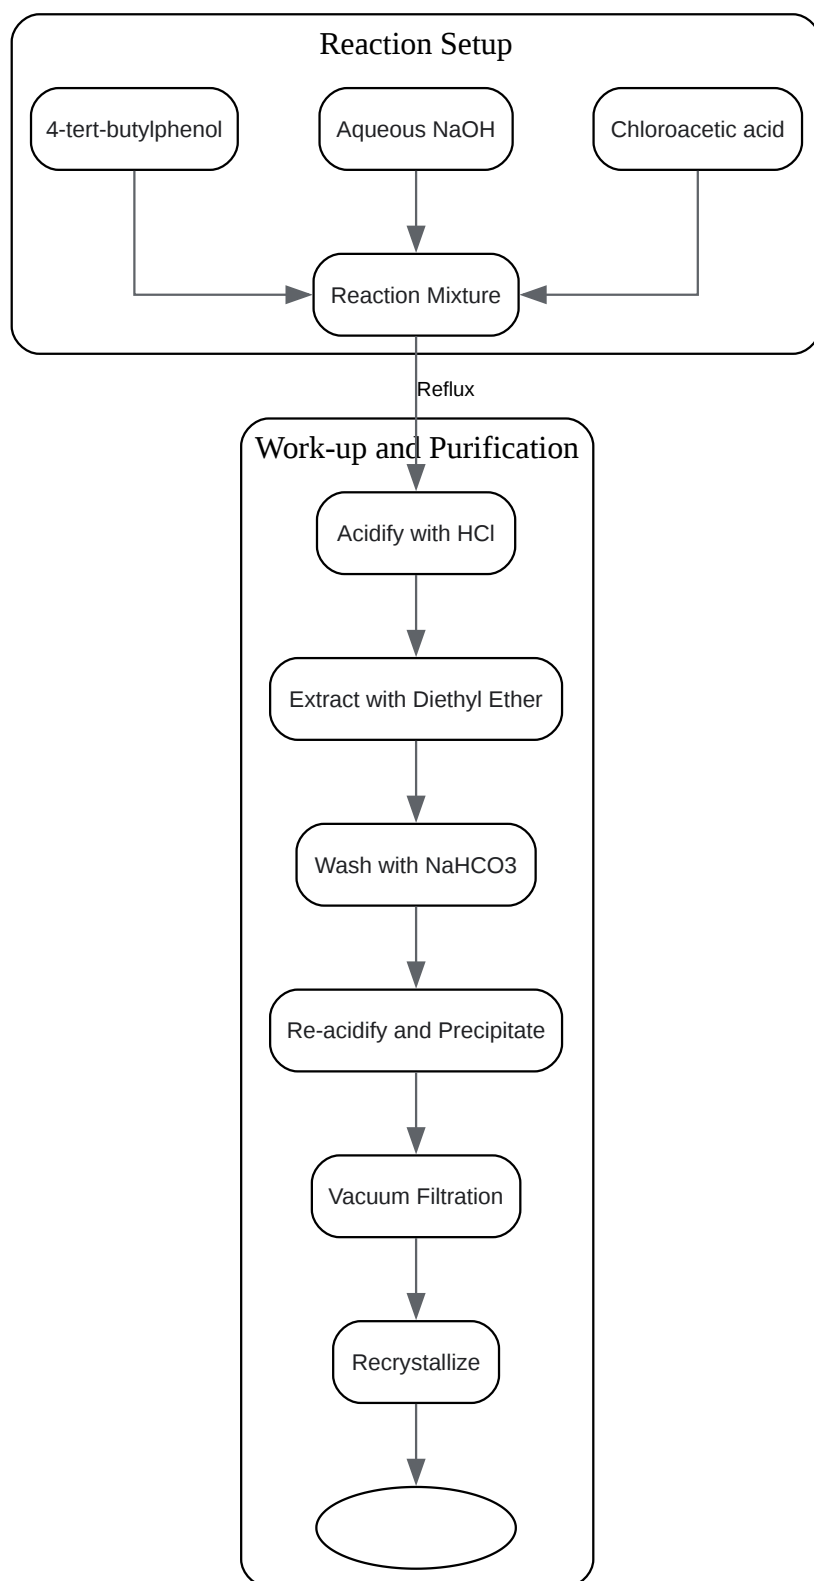 Reaction Setup
4-tert-butylphenol
Aqueous NaOH
Chloroacetic acid
Reaction Mixture
Reflux
Work-up and Purification
Acidify with HCl
Extract with Diethyl Ether
Wash with NaHCO3
Re-acidify and Precipitate
Vacuum Filtration
Recrystallize